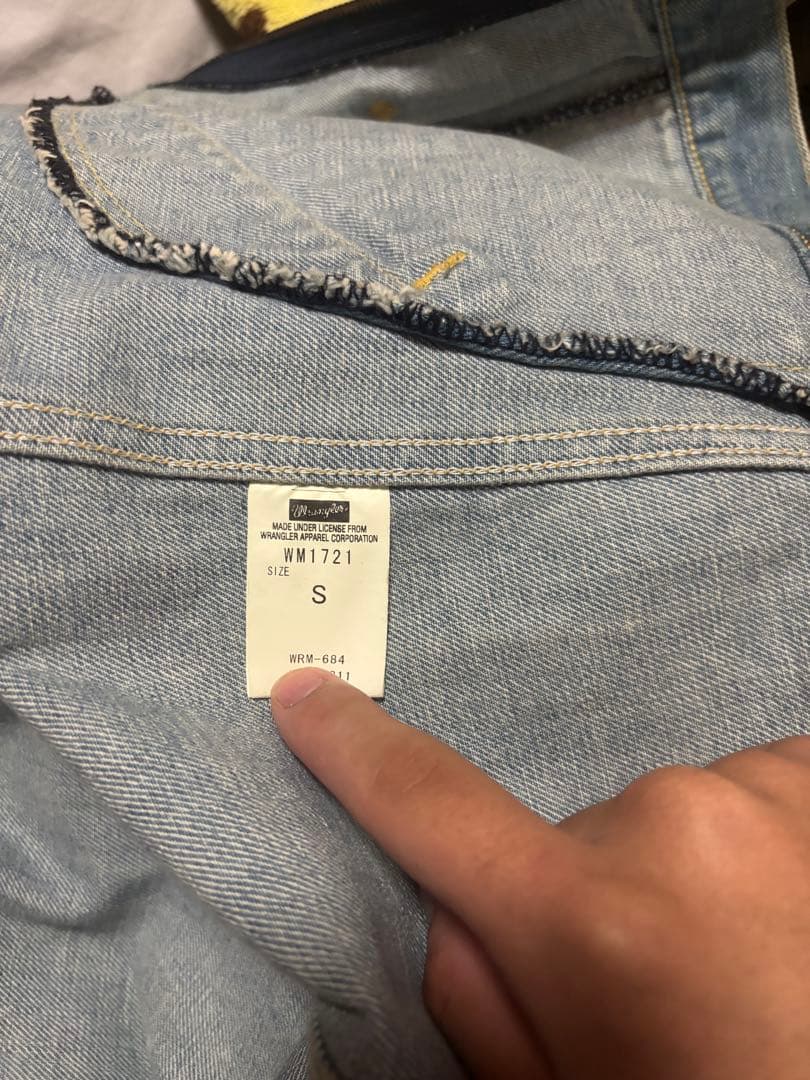 Wrangler
MADE UNDER LICENSE FROM
WRANGLER APPAREL CORPORATION
WM1721
SIZE
S
WRM-684